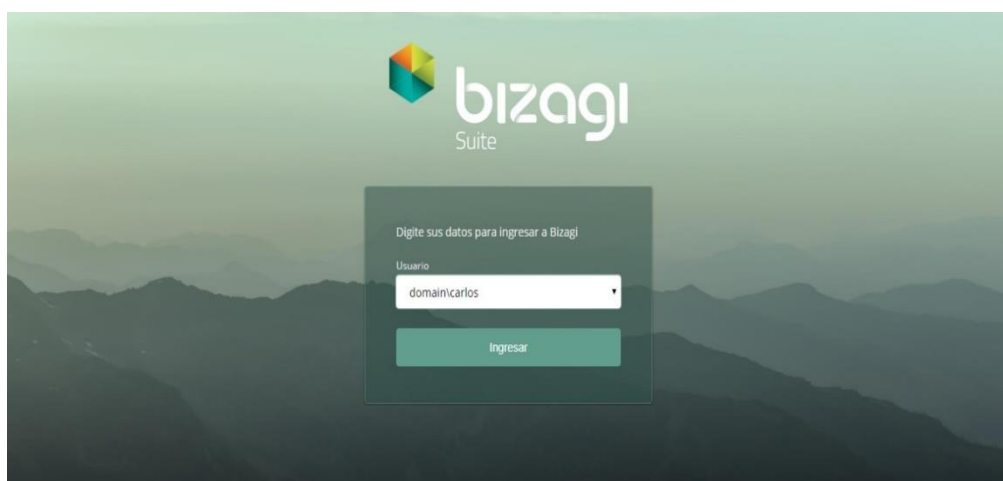 bizagi
Suite
Digite sus datos para ingresar a Bizagi
Usuario
domain\carlos
Ingresar